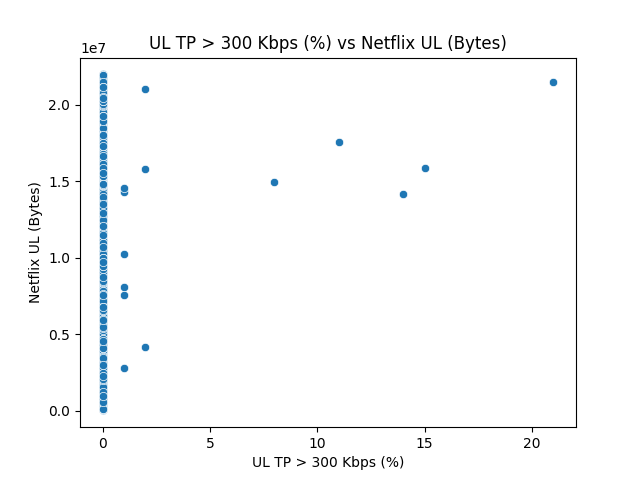 UL TP > 300 Kbps (%) vs Netflix UL (Bytes)
1e7
2.0
1.5
1.0
0.5
0.0
Netflix UL (Bytes)
0 5 10 15 20
UL TP > 300 Kbps (%)